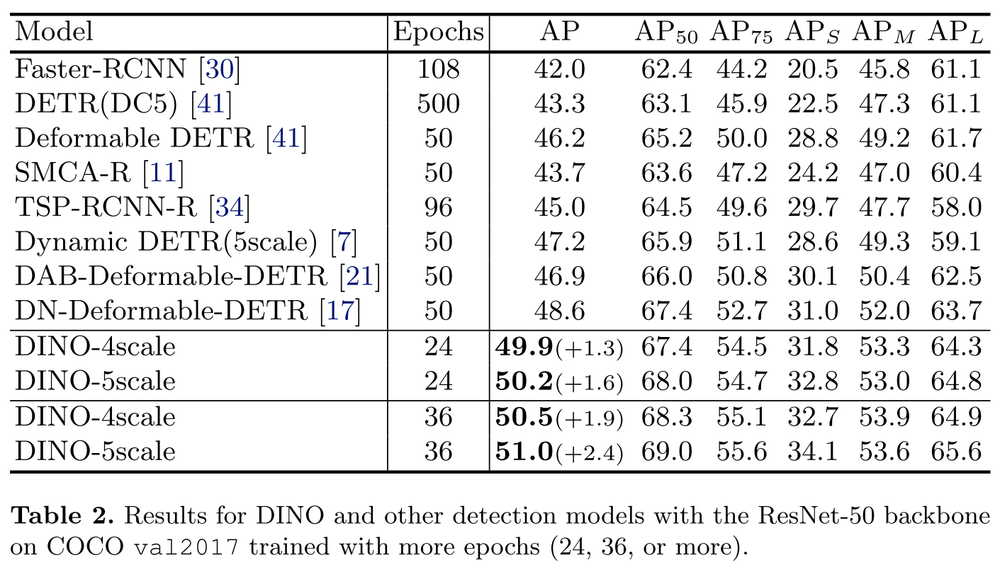 Model Epochs AP AP50 AP75 APS APM APL
Faster-RCNN [30] 108 42.0 62.4 44.2 20.5 45.8 61.1
DETR(DC5) [41] 500 43.3 63.1 45.9 22.5 47.3 61.1
Deformable DETR [41] 50 46.2 65.2 50.0 28.8 49.2 61.7
SMCA-R [11] 50 43.7 63.6 47.2 24.2 47.0 60.4
TSP-RCNN-R [34] 96 45.0 64.5 49.6 29.7 47.7 58.0
Dynamic DETR(5scale) [7] 50 47.2 65.9 51.1 28.6 49.3 59.1
DAB-Deformable-DETR [21] 50 46.9 66.0 50.8 30.1 50.4 62.5
DN-Deformable-DETR [17] 50 48.6 67.4 52.7 31.0 52.0 63.7
DINO-4scale 24 49.9(+1.3) 67.4 54.5 31.8 53.3 64.3
DINO-5scale 24 50.2(+1.6) 68.0 54.7 32.8 53.0 64.8
DINO-4scale 36 50.5(+1.9) 68.3 55.1 32.7 53.9 64.9
DINO-5scale 36 51.0(+2.4) 69.0 55.6 34.1 53.6 65.6
Table 2. Results for DINO and other detection models with the ResNet-50 backbone
on COCO val2017 trained with more epochs (24, 36, or more).